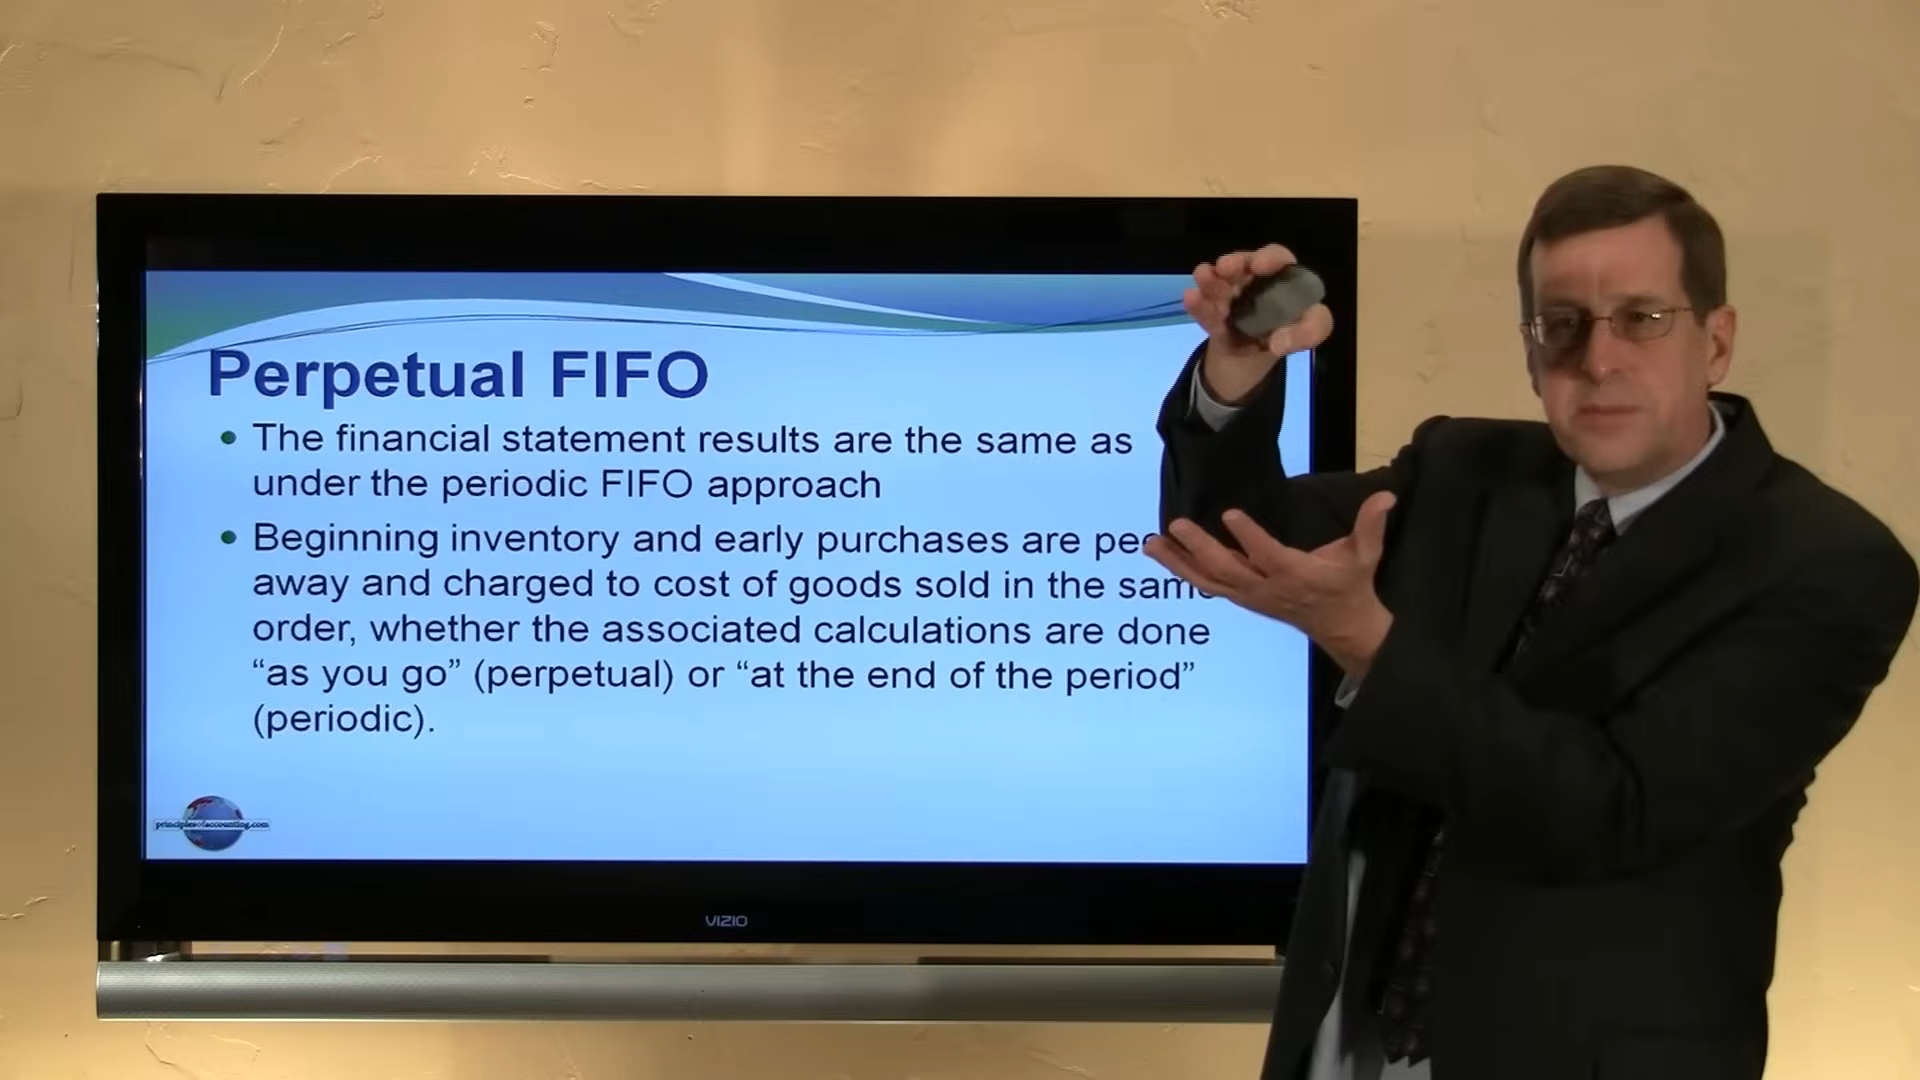 Perpetual FIFO
The financial statement results are the same as
under the periodic FIFO approach
Beginning inventory and early purchases are
away and charged to cost of goods sold in the same
order, whether the associated calculations are done
“as you go” (perpetual) or “at the end of the period”
(periodic).
principlesofaccounting.com
VIZIO